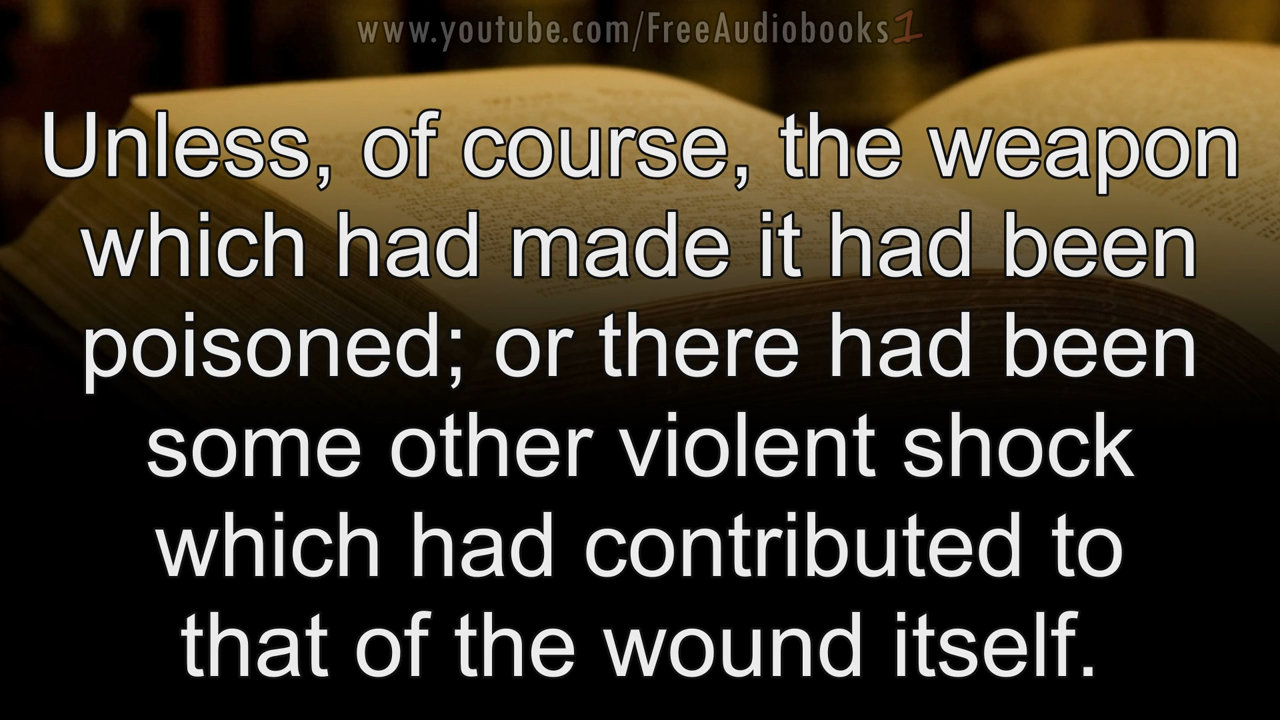 www.youtube.com/FreeAudiobooks1
Unless, of course, the weapon
which had made it had been
poisoned; or there had been
some other violent shock
which had contributed to
that of the wound itself.